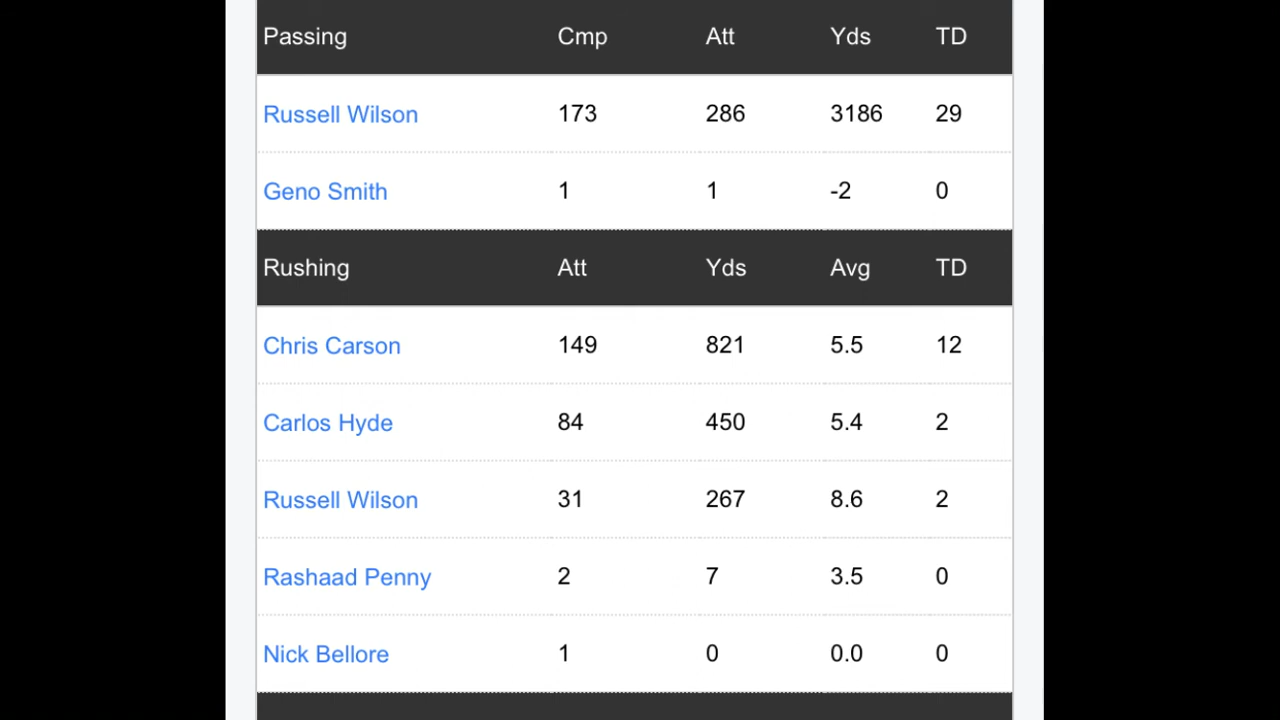 Passing Cmp Att Yds TD
Russell Wilson 173 286 3186 29
Geno Smith 1 1 -2 0
Rushing Att Yds Avg TD
Chris Carson 149 821 5.5 12
Carlos Hyde 84 450 5.4 2
Russell Wilson 31 267 8.6 2
Rashaad Penny 2 7 3.5 0
Nick Bellore 1 0 0.0 0